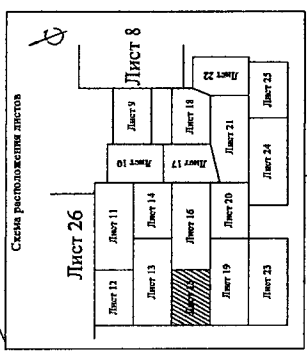 Схема расположения листов
Лист 8
Лист 26
Лист 9
Лист 18
Лист 22
Лист 10
Лист 17
Лист 21
Лист 25
Лист 24
Лист 11
Лист 14
Лист 16
Лист 20
Лист 12
Лист 13
Лист 15
Лист 19
Лист 23